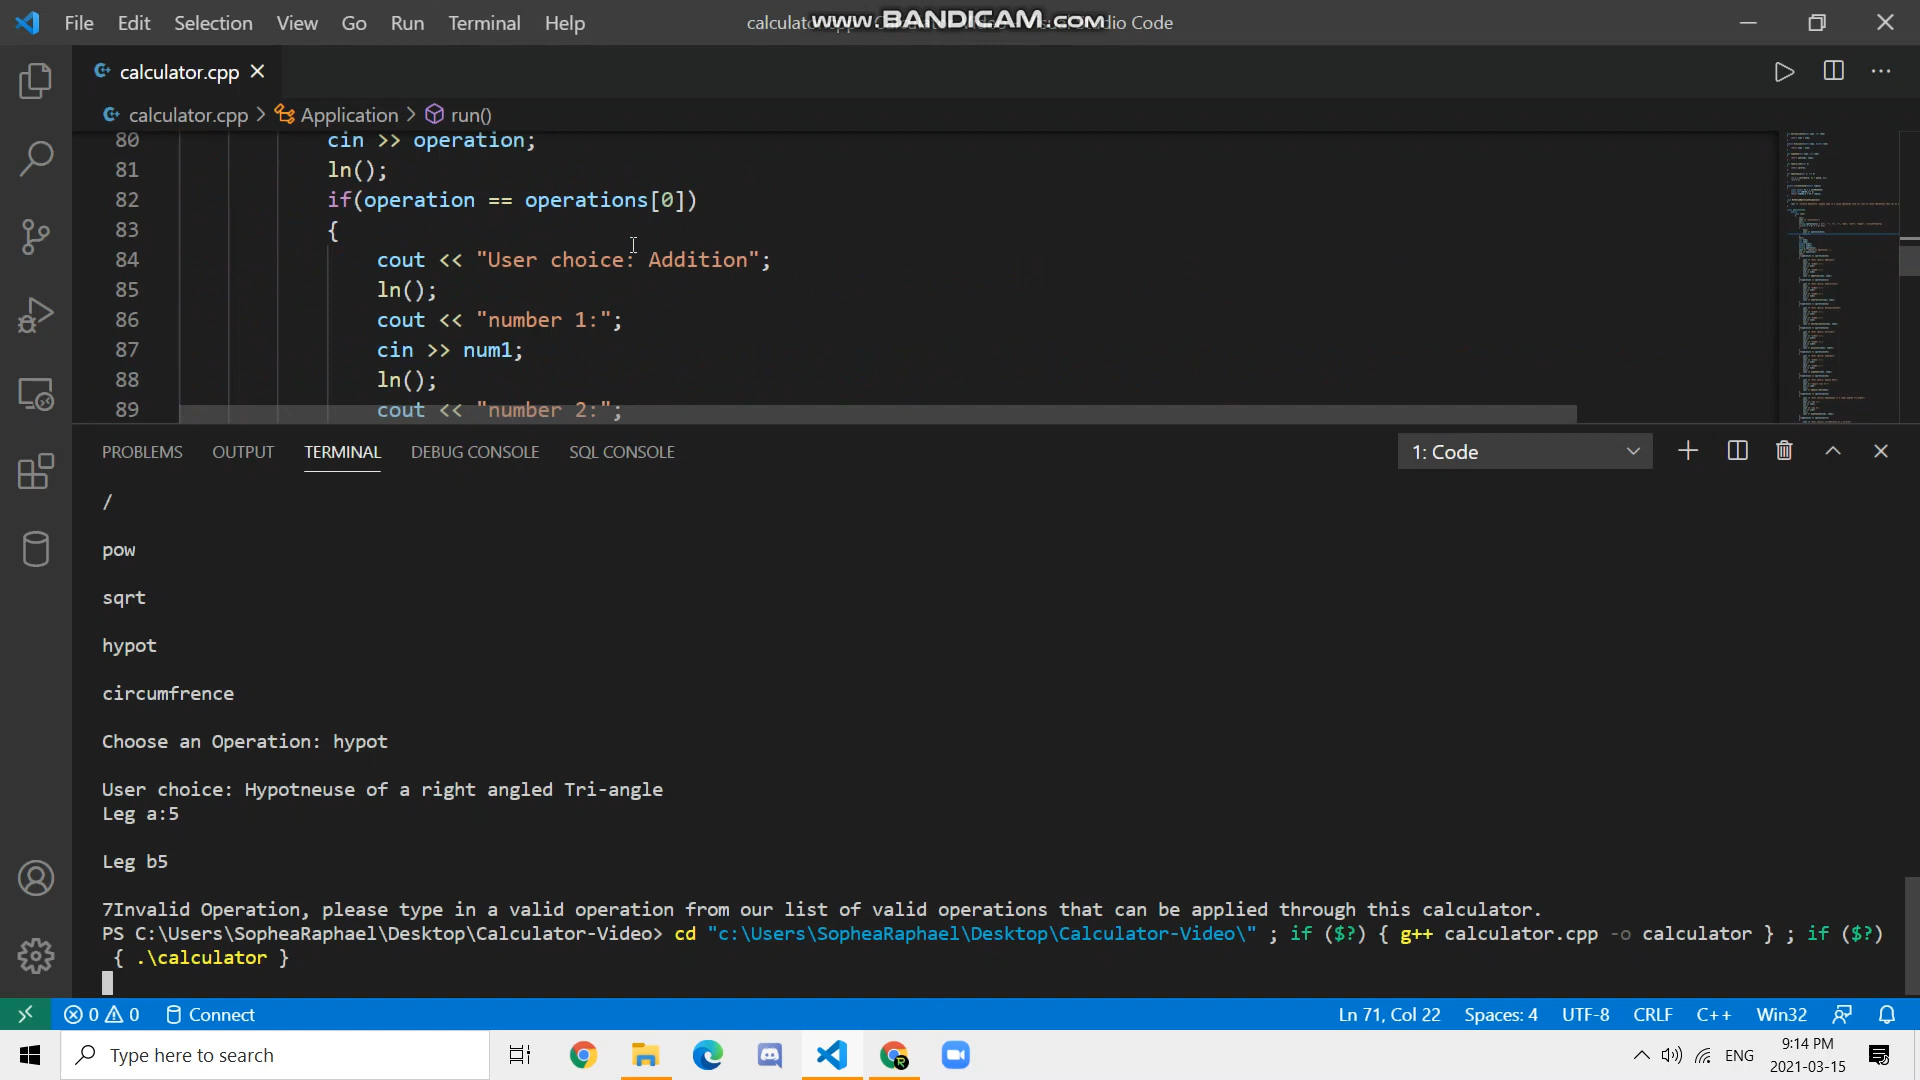 File Edit Selection View Go Run Terminal Help
WWW.BANDICAM.COM
calculator.cpp
calculator.cpp > Application > run()
80 cin >> operation;
81 ln();
82 if(operation == operations[0])
83 {
84 cout << "User choice: Addition";
85 ln();
86 cout << "number 1:";
87 cin >> num1;
88 ln();
89 cout << "number 2:";
PROBLEMS OUTPUT TERMINAL DEBUG CONSOLE SQL CONSOLE 1: Code
/
pow
sqrt
hypot
circumfrence
Choose an Operation: hypot
User choice: Hypotneuse of a right angled Tri-angle
Leg a:5
Leg b5
7Invalid Operation, please type in a valid operation from our list of valid operations that can be applied through this calculator.
PS C:\Users\SopheaRaphael\Desktop\Calculator-Video> cd "c:\Users\SopheaRaphael\Desktop\Calculator-Video\" ; if ($?) { g++ calculator.cpp -o calculator } ; if ($?)
{ .\calculator }
0 0 Connect Ln 71, Col 22 Spaces: 4 UTF-8 CRLF C++ Win32
Type here to search
ENG
9:14 PM
2021-03-15